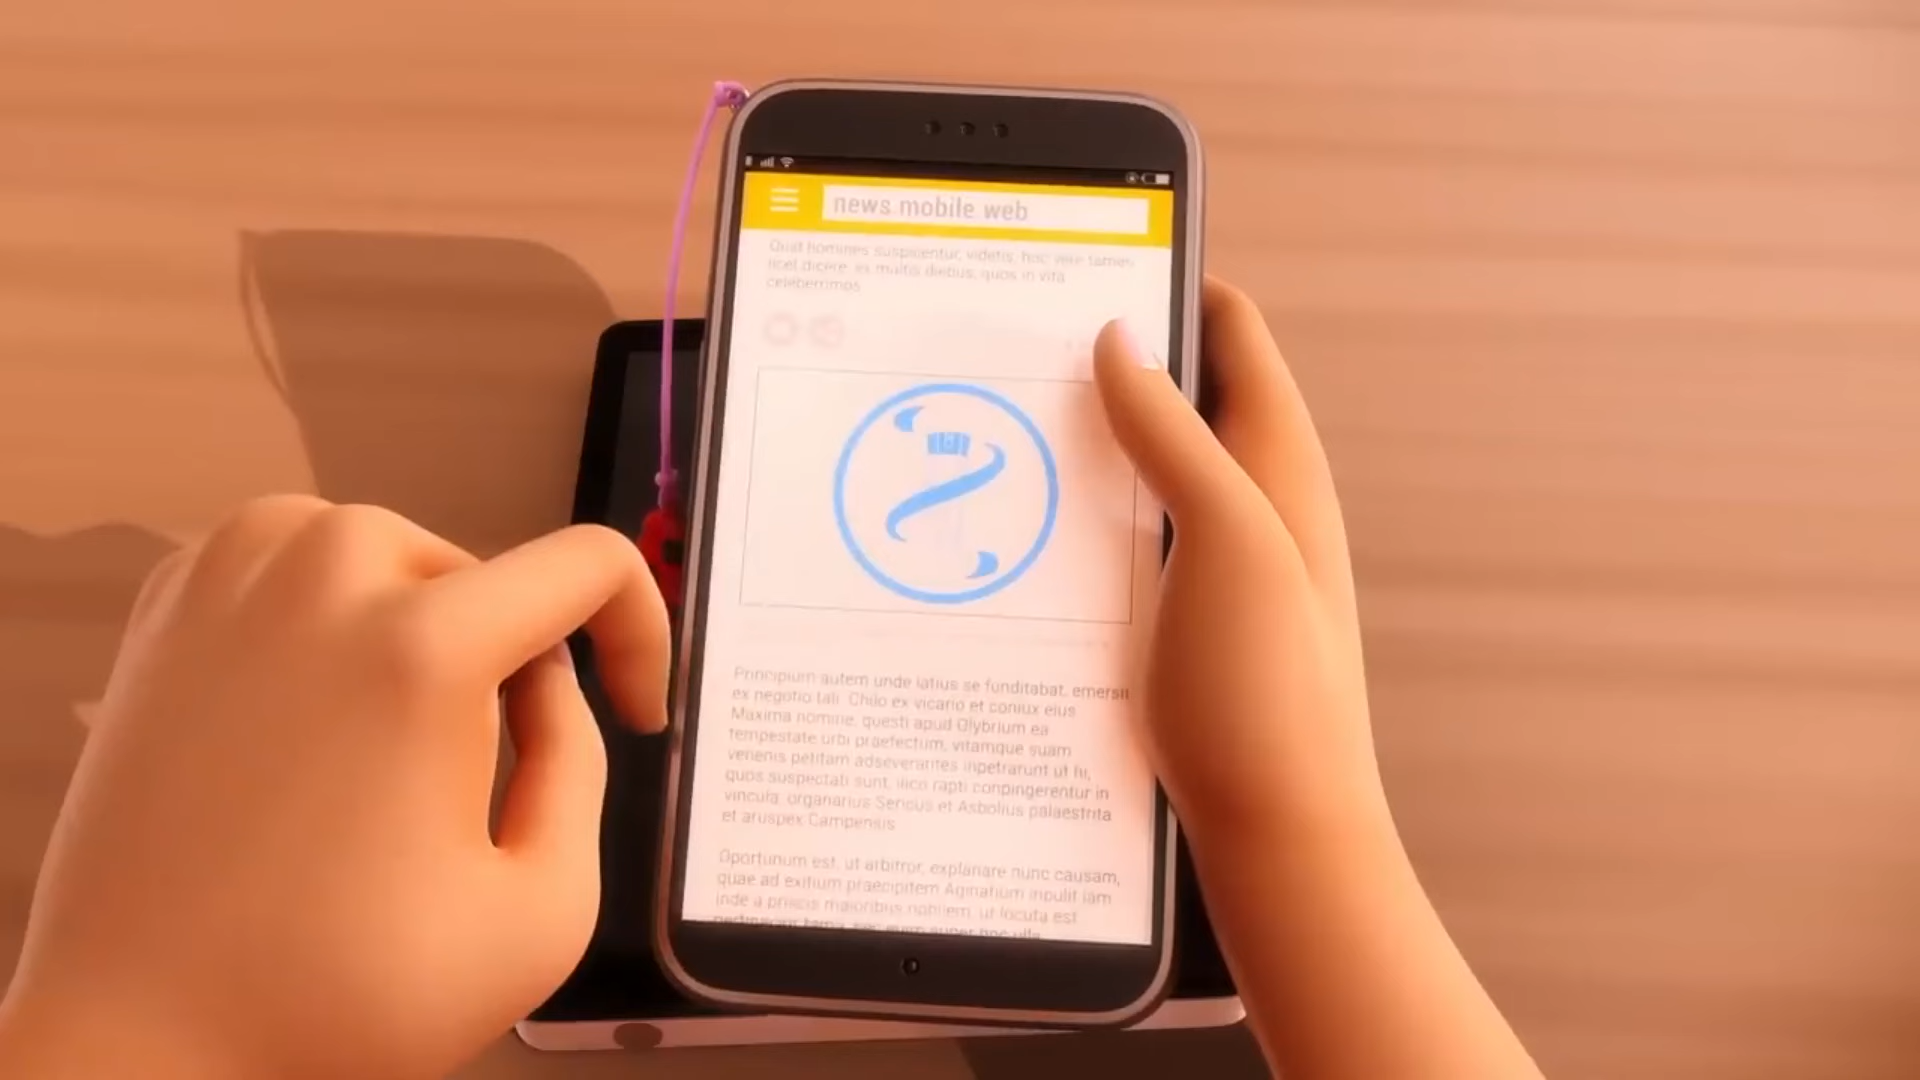 news.mobile.web
Quid homines suspicentur, videtis, hoc vere tamen
licet dicere, ex multis diebus, quos in vita
celeberrimos
Principium autem unde latius se funditabat, emersit
ex negotio tali. Chilo ex vicario et coniux eius
Maxima nomine, questi apud Olybrium ea
tempestate urbi praefectum, vitamque suam
venenis petitam adseverantes inpetrarunt ut hi,
quos suspectati sunt, ilico rapti conpingerentur in
vincula, organarius Sericus et Asbolius palaestrita
et aruspex Campensis
Oportunum est, ut arbitror, explanare nunc causam,
quae ad exitium praecipitem Aginatium inpulit iam
inde a priscis maioribus nobilem, ut locuta est